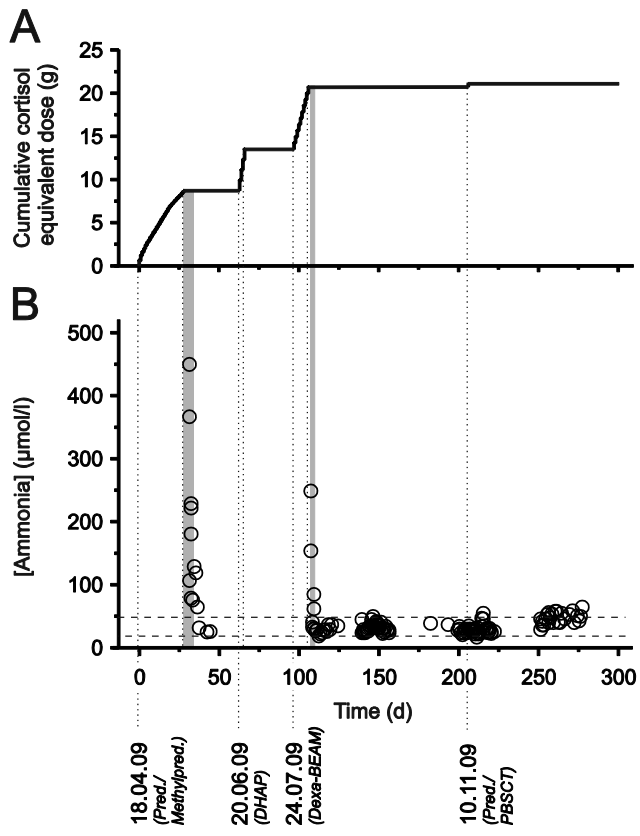 A
Cumulative cortisol
equivalent dose (g)
25
20
15
10
5
0
B
[Ammonia] (µmol/l)
500
400
300
200
100
0
0 50 100 150 200 250 300
Time (d)
18.04.09
(Pred./
Methylpred.)
20.06.09
(DHAP)
24.07.09
(Dexa-BEAM)
10.11.09
(Pred./
PBSCT)